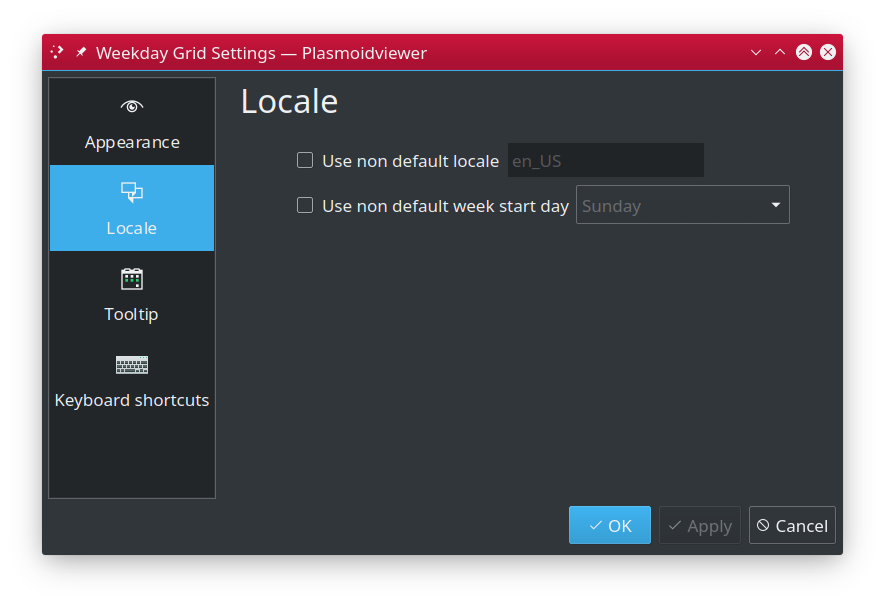 Weekday Grid Settings — Plasmoidviewer
Appearance
Locale
Tooltip
Keyboard shortcuts
Locale
Use non default locale en_US
Use non default week start day Sunday
OK Apply Cancel